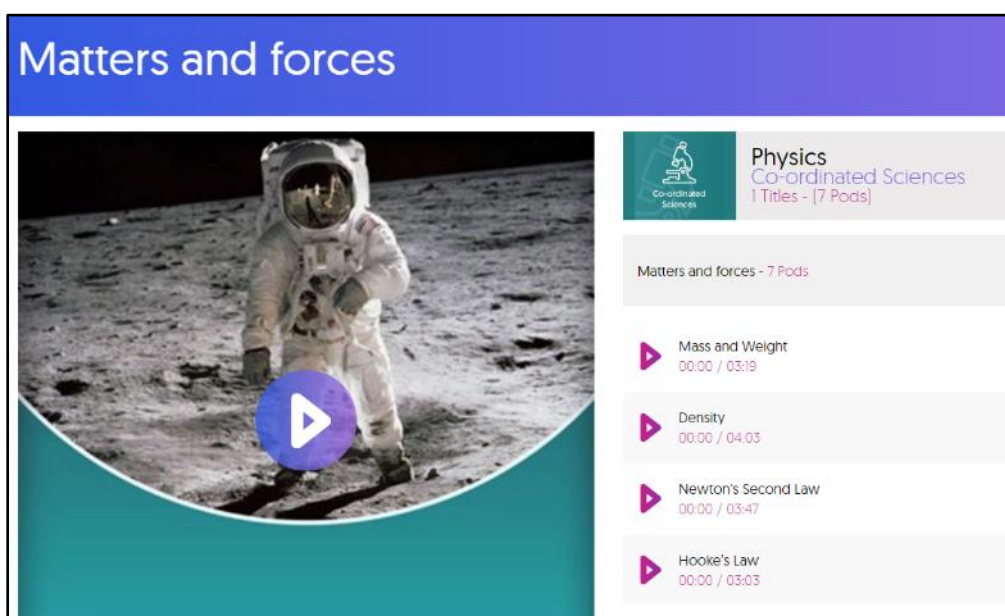 Matters and forces
Co-ordinated
Sciences
Physics
Co-ordinated Sciences
1 Titles - [7 Pods]
Matters and forces - 7 Pods
Mass and Weight
00:00 / 03:19
Density
00:00 / 04:03
Newton's Second Law
00:00 / 03:47
Hooke's Law
00:00 / 03:03